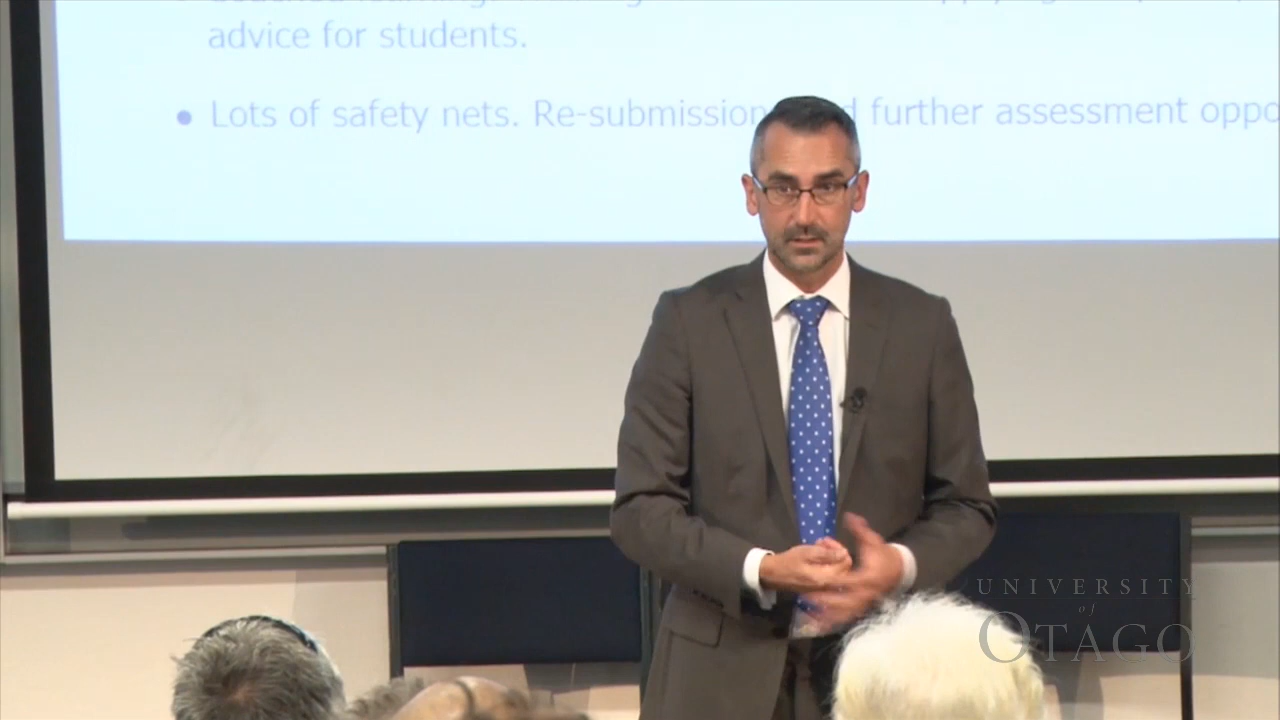 advice for students.
• Lots of safety nets. Re-submission further assessment oppo
UNIVERSITY
of
OTAGO